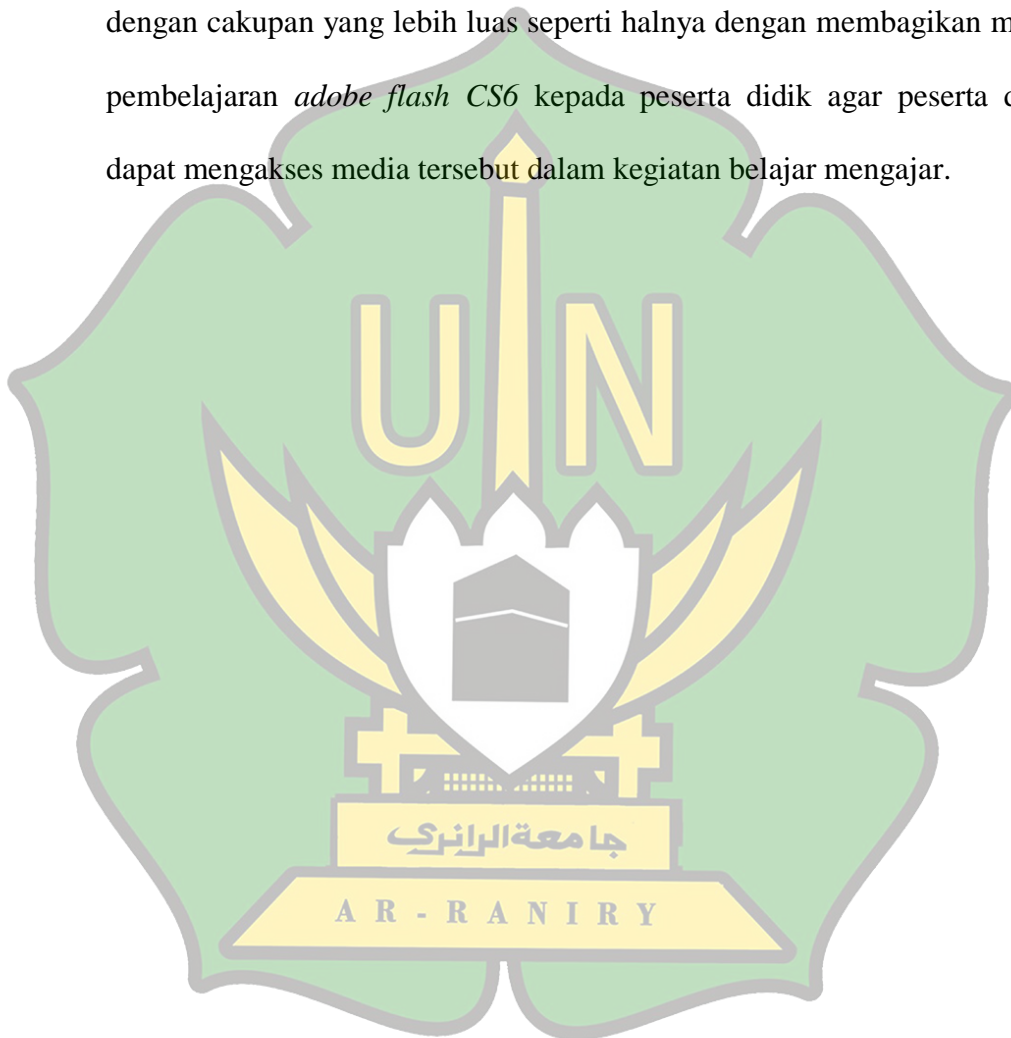 dengan cakupan yang lebih luas seperti halnya dengan membagikan
pembelajaran adobe flash CS6 kepada peserta didik agar peserta
dapat mengakses media tersebut dalam kegiatan belajar mengajar.
UIN
جامعة الرانري
AR-RANIRY